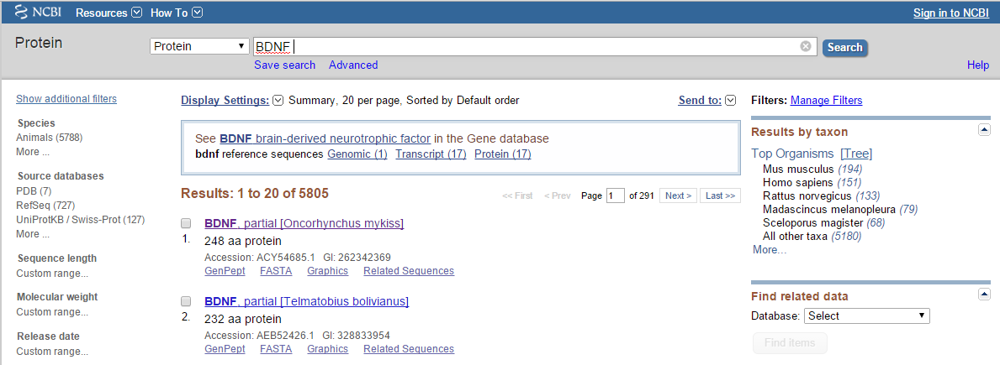 NCBI Resources How To Sign in to NCBI
Protein Protein BDNF Search
Save search Advanced Help
Show additional filters
Species
Animals (5788)
More ...
Source databases
PDB (7)
RefSeq (727)
UniProtKB / Swiss-Prot (127)
More ...
Sequence length
Custom range...
Molecular weight
Custom range...
Release date
Custom range...
Display Settings: Summary, 20 per page, Sorted by Default order Send to:
See BDNF brain-derived neurotrophic factor in the Gene database
bdnf reference sequences Genomic (1) Transcript (17) Protein (17)
Results: 1 to 20 of 5805 << First < Prev Page 1 of 291 Next > Last >>
BDNF, partial [Oncorhynchus mykiss]
1. 248 aa protein
Accession: ACY54685.1 GI: 262342369
GenPept FASTA Graphics Related Sequences
BDNF, partial [Telmatobius bolivianus]
2. 232 aa protein
Accession: AEB52426.1 GI: 328833954
GenPept FASTA Graphics Related Sequences
Filters: Manage Filters
Results by taxon
Top Organisms [Tree]
Mus musculus (194)
Homo sapiens (151)
Rattus norvegicus (133)
Madascincus melanopleura (79)
Sceloporus magister (68)
All other taxa (5180)
More...
Find related data
Database: Select
Find items